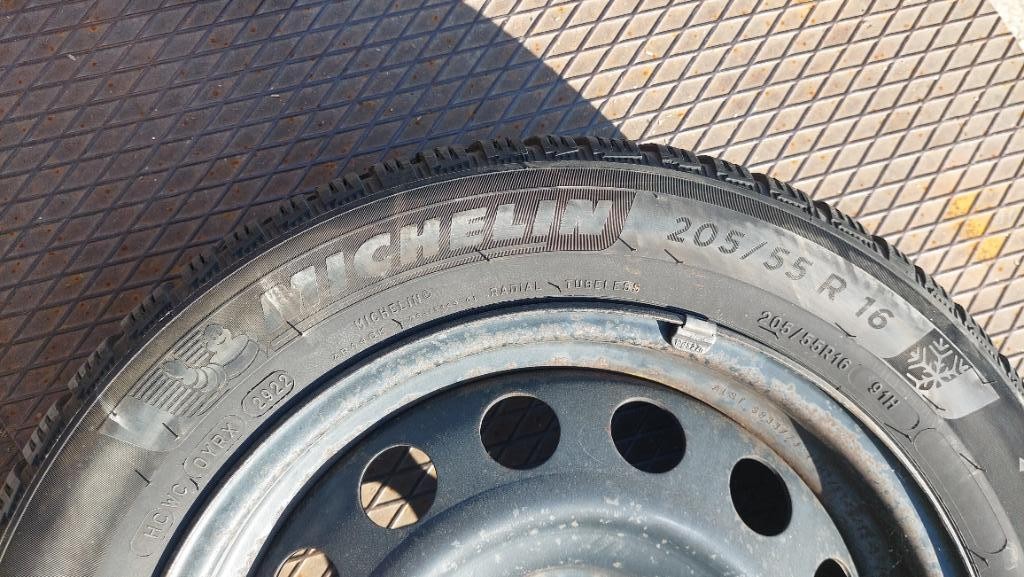 MICHELIN
205/55 R 16
MICHELIN® RADIAL TUBELESS
205/55R16 91H
HCWC OYRX 2922